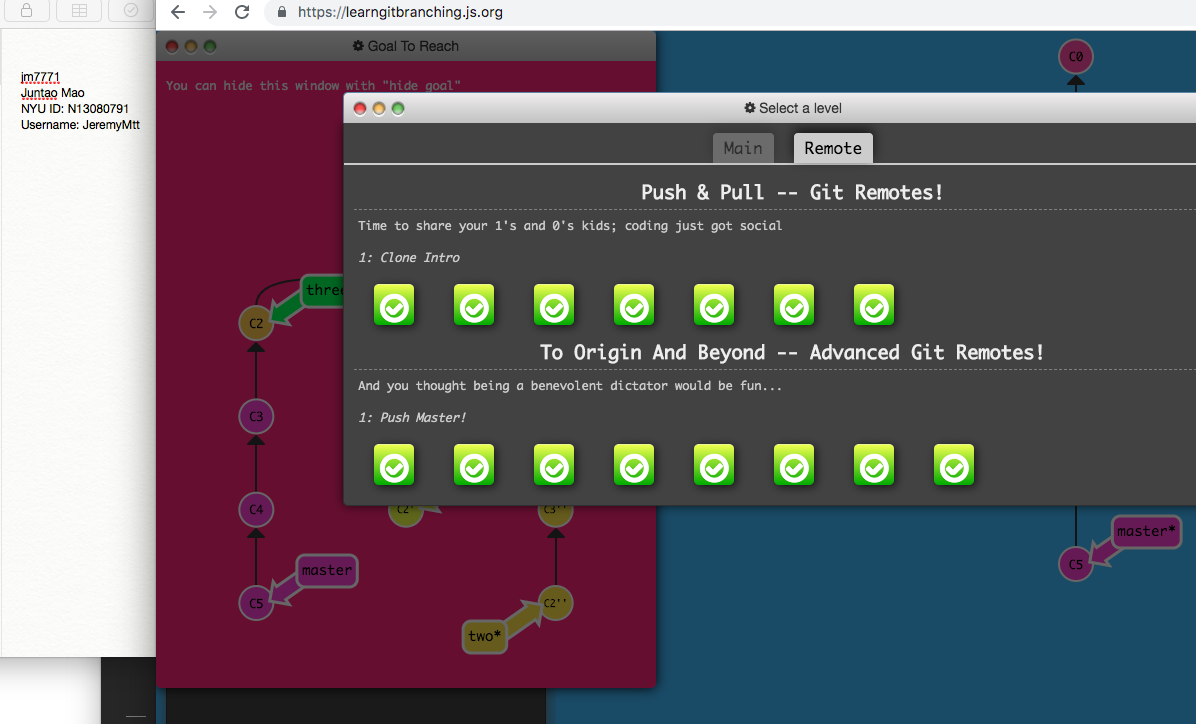 https://learngitbranching.js.org
jm7771
Juntao Mao
NYU ID: N13080791
Username: JeremyMtt
Goal To Reach
You can hide this window with "hide goal"
Select a level
Main
Remote
Push & Pull -- Git Remotes!
Time to share your 1's and 0's kids; coding just got social
1: Clone Intro
To Origin And Beyond -- Advanced Git Remotes!
And you thought being a benevolent dictator would be fun...
1: Push Master!
three
C2
C3
C4
C5
master
C2'
C3''
C2''
two*
C0
master*
C5